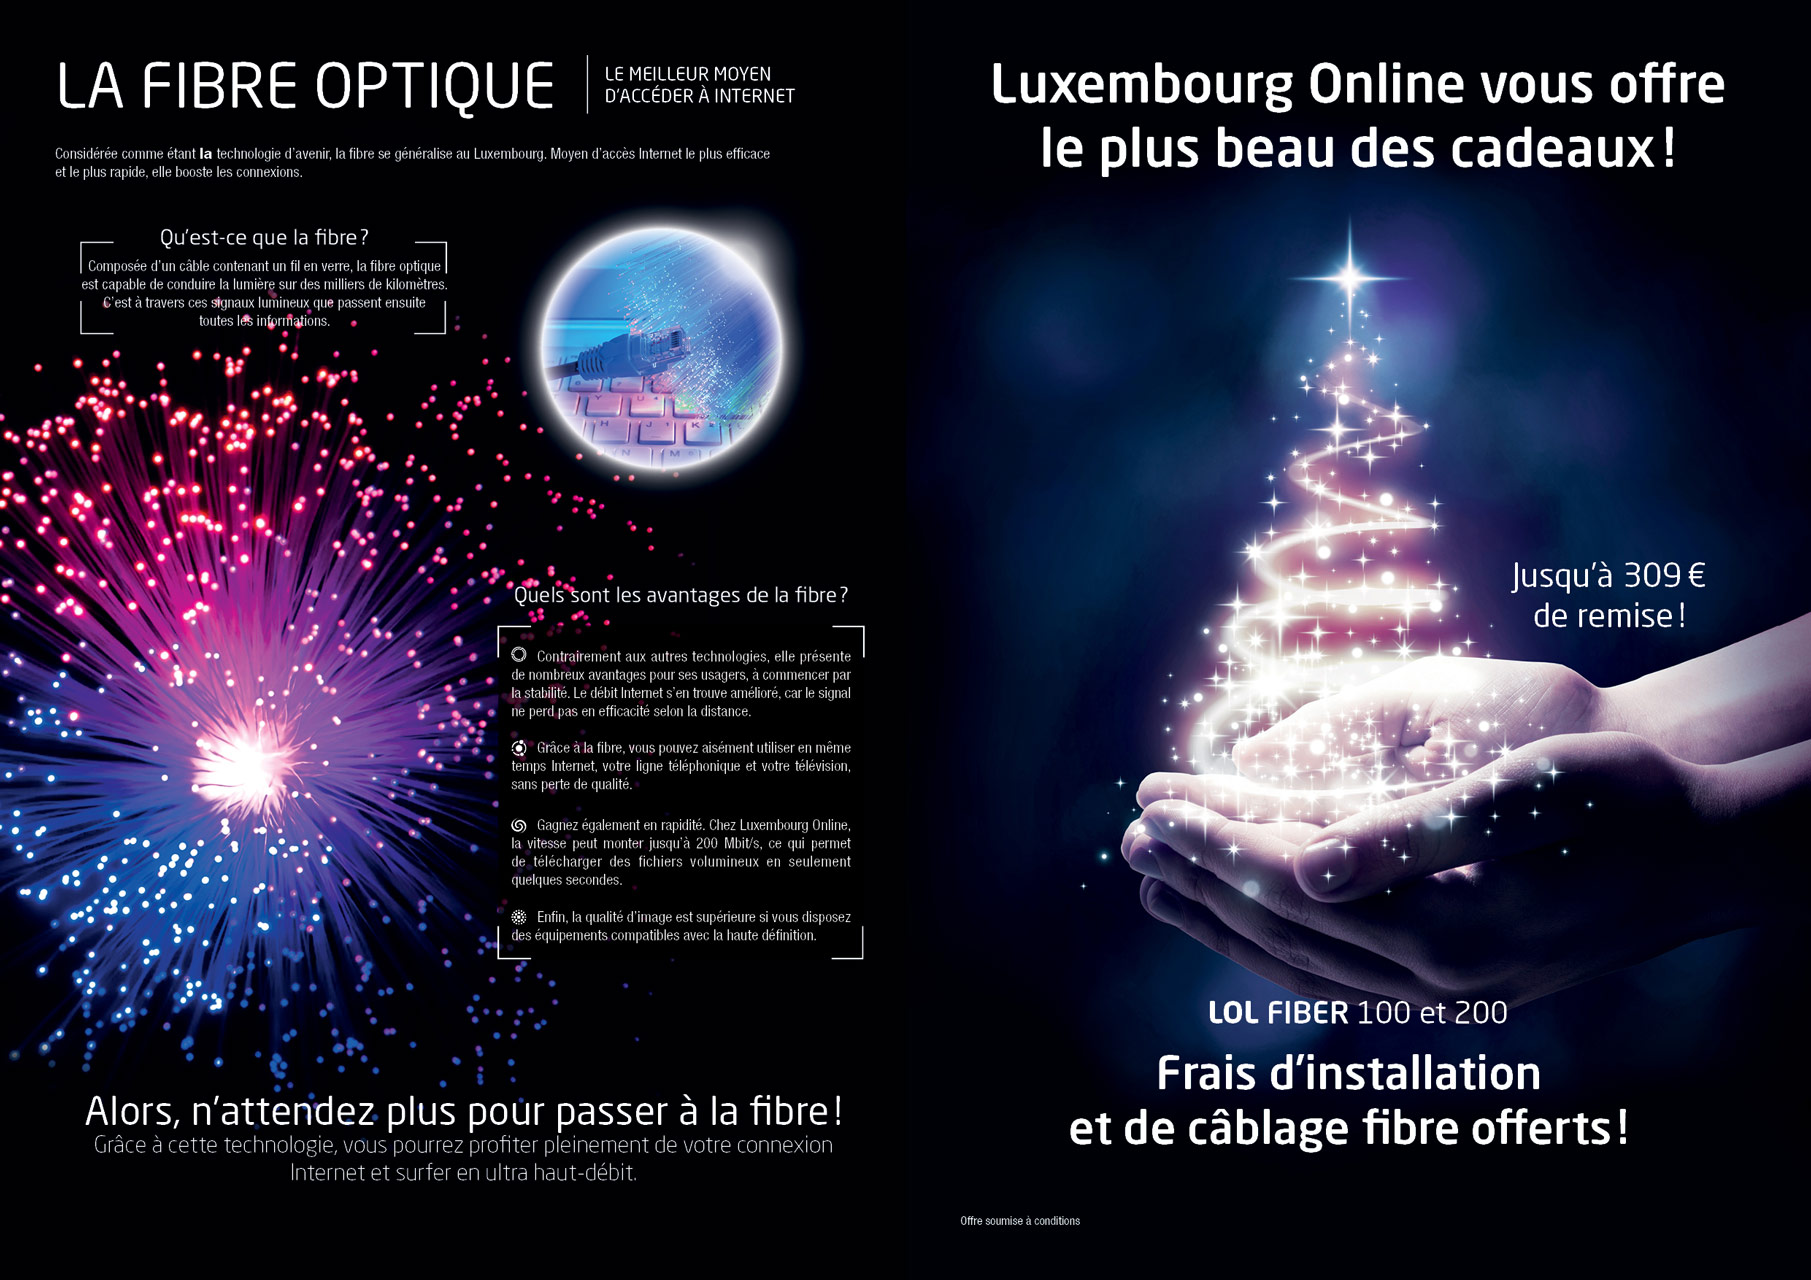 LA FIBRE OPTIQUE
LE MEILLEUR MOYEN
D'ACCÉDER À INTERNET
Considérée comme étant la technologie d'avenir, la fibre se généralise au Luxembourg. Moyen d'accès Internet le plus efficace
et le plus rapide, elle booste les connexions.
Qu'est-ce que la fibre ?
Composée d'un câble contenant un fil en verre, la fibre optique
est capable de conduire la lumière sur des milliers de kilomètres.
C'est à travers ces signaux lumineux que passent ensuite
toutes les informations.
Quels sont les avantages de la fibre ?
Contrairement aux autres technologies, elle présente
de nombreux avantages pour ses usagers, à commencer par
la stabilité. Le débit Internet s'en trouve amélioré, car le signal
ne perd pas en efficacité selon la distance.
Grâce à la fibre, vous pouvez aisément utiliser en même
temps Internet, votre ligne téléphonique et votre télévision,
sans perte de qualité.
Gagnez également en rapidité. Chez Luxembourg Online,
la vitesse peut monter jusqu'à 200 Mbit/s, ce qui permet
de télécharger des fichiers volumineux en seulement
quelques secondes.
Enfin, la qualité d'image est supérieure si vous disposez
des équipements compatibles avec la haute définition.
Alors, n'attendez plus pour passer à la fibre !
Grâce à cette technologie, vous pourrez profiter pleinement de votre connexion
Internet et surfer en ultra haut-débit.
Luxembourg Online vous offre
le plus beau des cadeaux !
Jusqu'à 309 €
de remise !
LOL FIBER 100 et 200
Frais d'installation
et de câblage fibre offerts !
Offre soumise à conditions